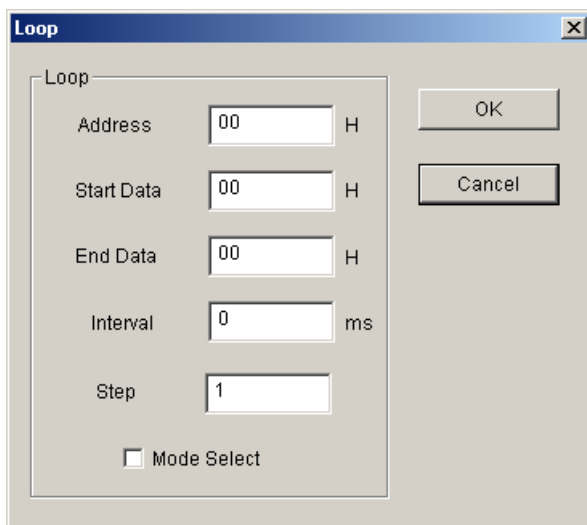 Loop
Loop
Address 00 H
OK
Start Data 00 H
Cancel
End Data 00 H
Interval 0 ms
Step 1
Mode Select